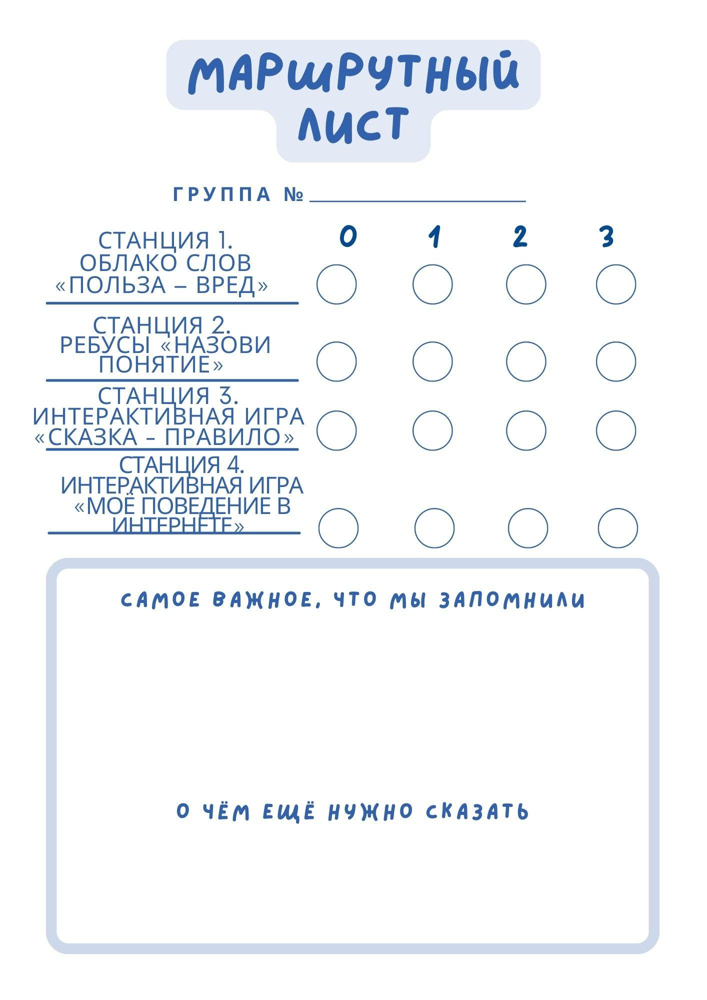 МАРШРУТНЫЙ
ЛИСТ
ГРУППА №
0 1 2 3
СТАНЦИЯ 1.
ОБЛАКО СЛОВ
«ПОЛЬЗА – ВРЕД»
СТАНЦИЯ 2.
РЕБУСЫ «НАЗОВИ
ПОНЯТИЕ»
СТАНЦИЯ 3.
ИНТЕРАКТИВНАЯ ИГРА
«СКАЗКА – ПРАВИЛО»
СТАНЦИЯ 4.
ИНТЕРАКТИВНАЯ ИГРА
«МОЁ ПОВЕДЕНИЕ В
ИНТЕРНЕТЕ»
САМОЕ ВАЖНОЕ, ЧТО МЫ ЗАПОМНИЛИ
О ЧЁМ ЕЩЁ НУЖНО СКАЗАТЬ